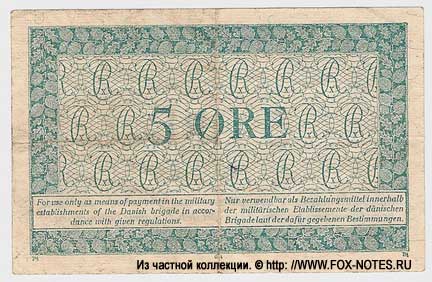 5 ØRE
For use only as means of payment in the military
establishments of the Danish brigade in accor-
dance with given regulations.
Nur verwendbar als Bezahlungsmittel innerhalb
der militärischen Etablissemente der dänischen
Brigade lauf der dafür gegebenen Bestimmungen.
Из частной коллекции. © http: //WWW.FOX-NOTES.RU